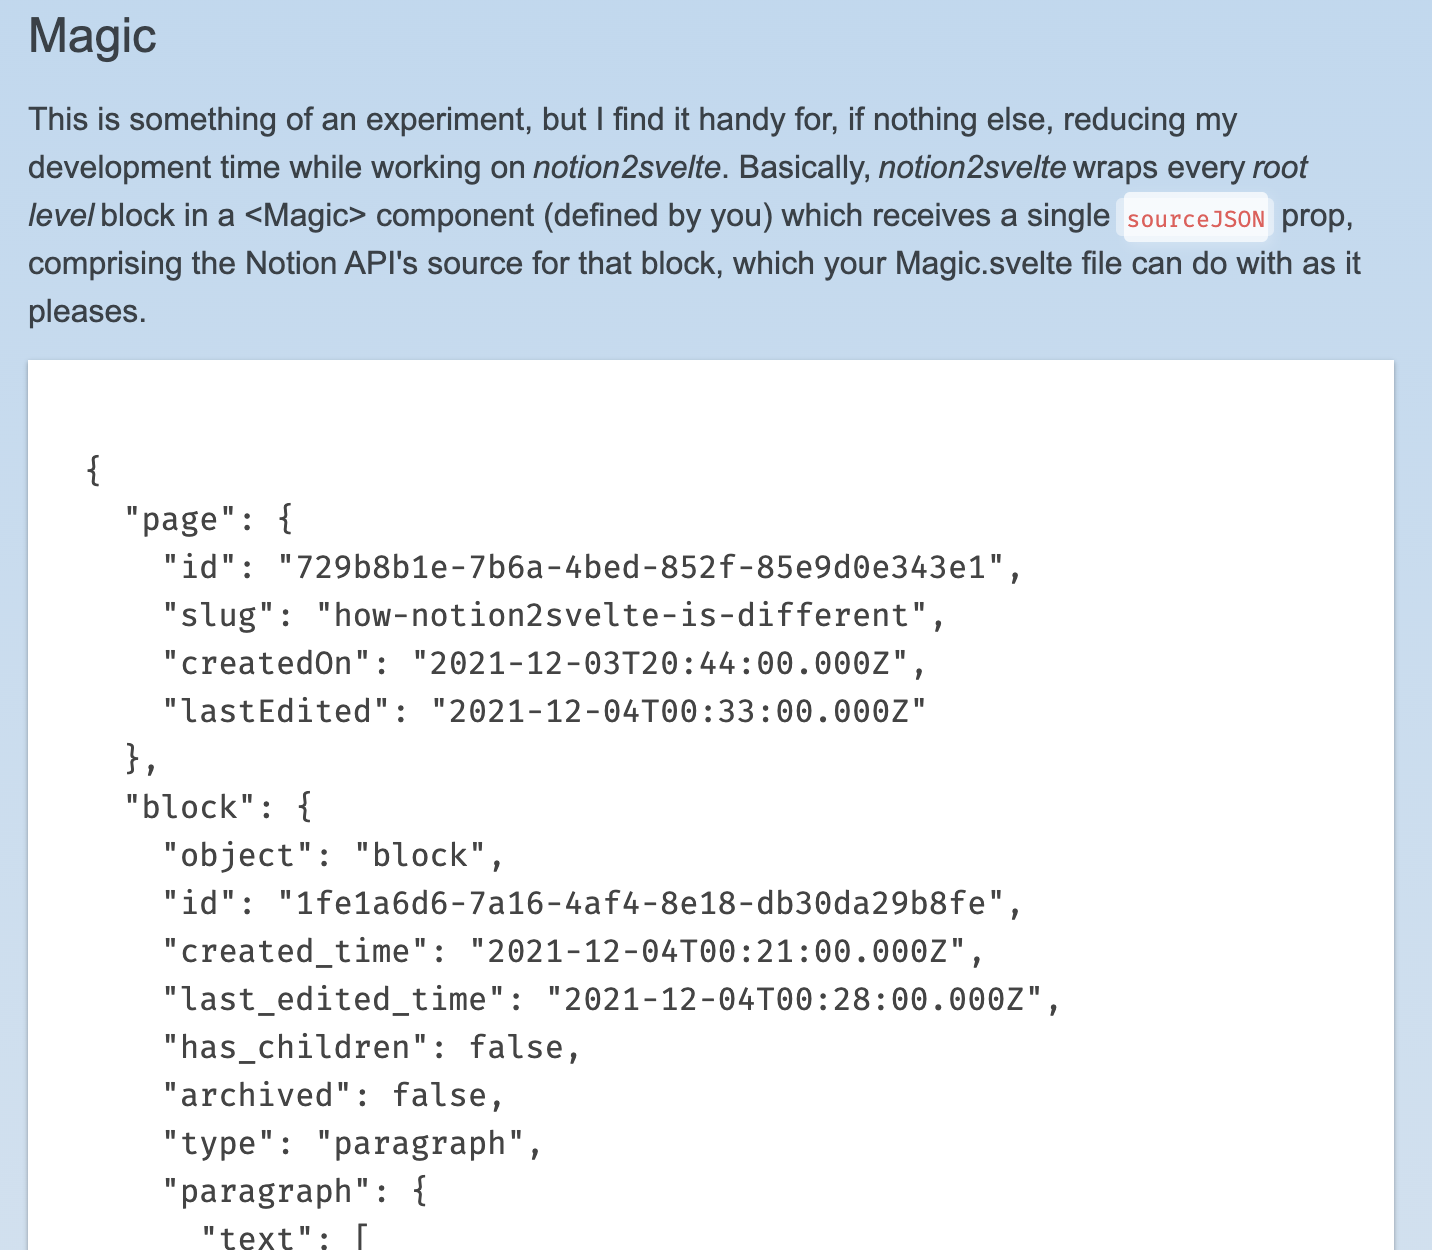 Magic
This is something of an experiment, but I find it handy for, if nothing else, reducing my
development time while working on notion2svelte. Basically, notion2svelte wraps every root
level block in a <Magic> component (defined by you) which receives a single sourceJSON prop,
comprising the Notion API's source for that block, which your Magic.svelte file can do with as it
pleases.
{
  "page": {
    "id": "729b8b1e-7b6a-4bed-852f-85e9d0e343e1",
    "slug": "how-notion2svelte-is-different",
    "createdOn": "2021-12-03T20:44:00.000Z",
    "lastEdited": "2021-12-04T00:33:00.000Z"
  },
  "block": {
    "object": "block",
    "id": "1fe1a6d6-7a16-4af4-8e18-db30da29b8fe",
    "created_time": "2021-12-04T00:21:00.000Z",
    "last_edited_time": "2021-12-04T00:28:00.000Z",
    "has_children": false,
    "archived": false,
    "type": "paragraph",
    "paragraph": {
      "text": [